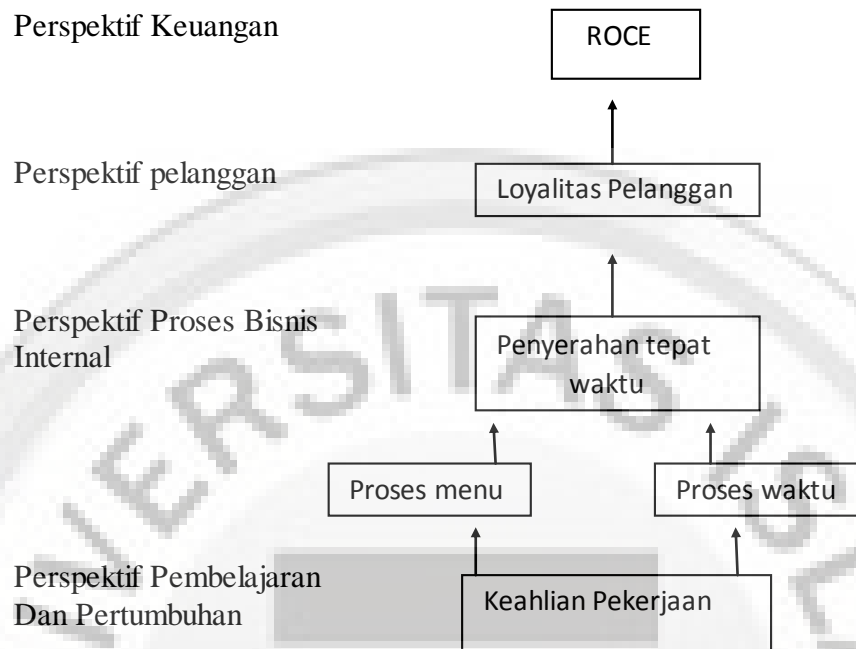 Perspektif Keuangan
ROCE
Perspektif pelanggan
Loyalitas Pelanggan
Perspektif Proses Bisnis
Internal
Penyerahan tepat
waktu
Proses menu
Proses waktu
Perspektif Pembelajaran
Dan Pertumbuhan
Keahlian Pekerjaan